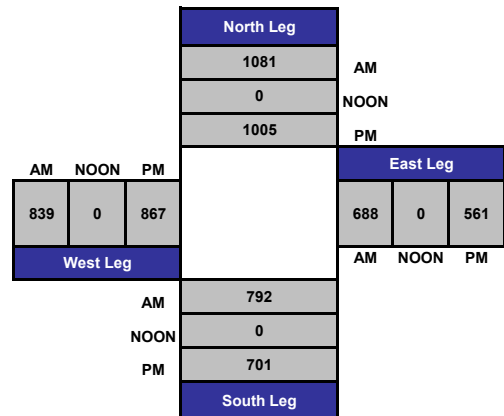 North Leg
1081 AM
0 NOON
1005 PM
AM NOON PM East Leg
839 0 867 688 0 561
West Leg AM NOON PM
AM 792
NOON 0
PM 701
South Leg